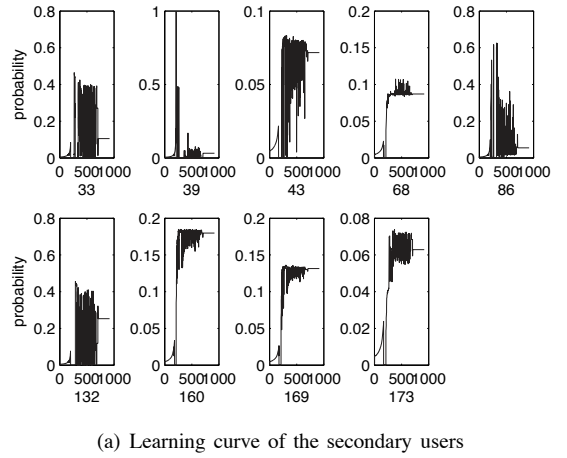 0.8 1 0.1 0.2 0.8
0.6 0.15 0.6
0.4 0.5 0.05 0.1 0.4
0.2 0.05 0.2
0 0 0 0 0
probability
0 5001000 0 5001000 0 5001000 0 5001000 0 5001000
33 39 43 68 86
0.8 0.2 0.2 0.08
0.6 0.15 0.15 0.06
0.4 0.1 0.1 0.04
0.2 0.05 0.05 0.02
0 0 0 0
probability
0 5001000 0 5001000 0 5001000 0 5001000
132 160 169 173
(a) Learning curve of the secondary users